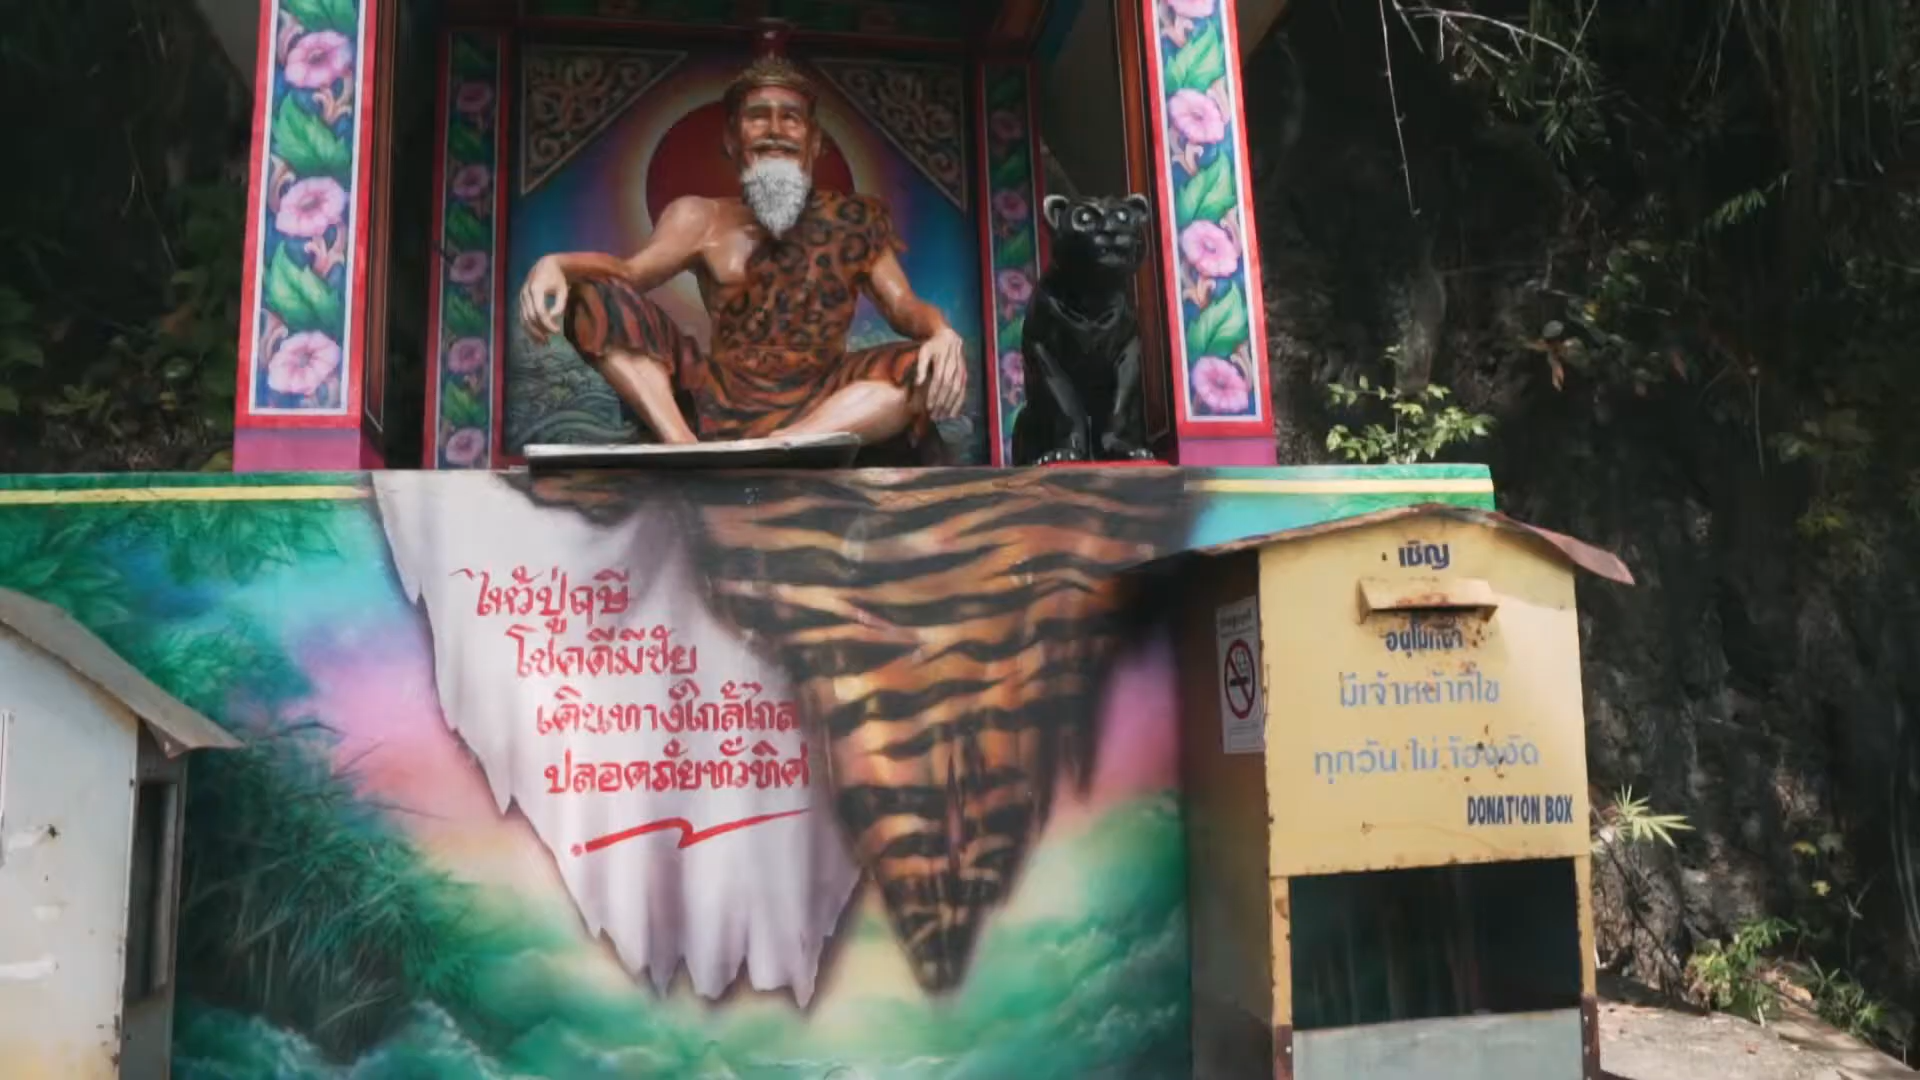 ไหว้ปู่ฤษี
โชคดีมีชัย
เดินทางใกล้ไกล
ปลอดภัยทั่วทิศ
เชิญ
อนุโมทนา
มีเจ้าหน้าที่ไข
ทุกวัน ไม่ ต้องงัด
DONATION BOX